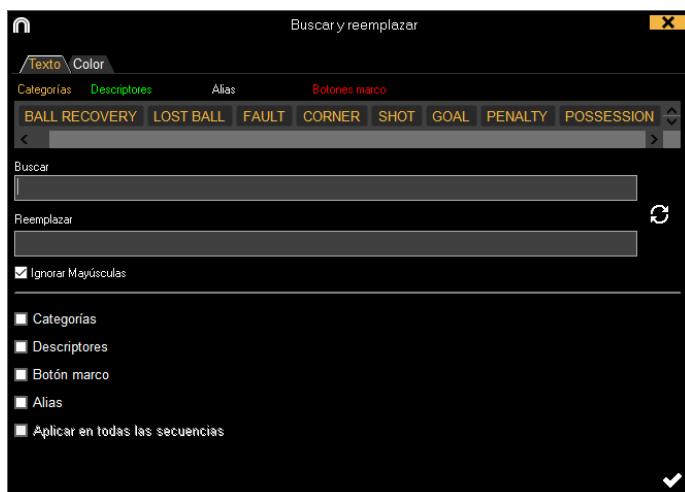 Buscar y reemplazar
Texto Color
Categorías Descriptores Alias Botones marco
BALL RECOVERY LOST BALL FAULT CORNER SHOT GOAL PENALTY POSSESSION
Buscar
Reemplazar
Ignorar Mayúsculas
Categorías
Descriptores
Botón marco
Alias
Aplicar en todas las secuencias